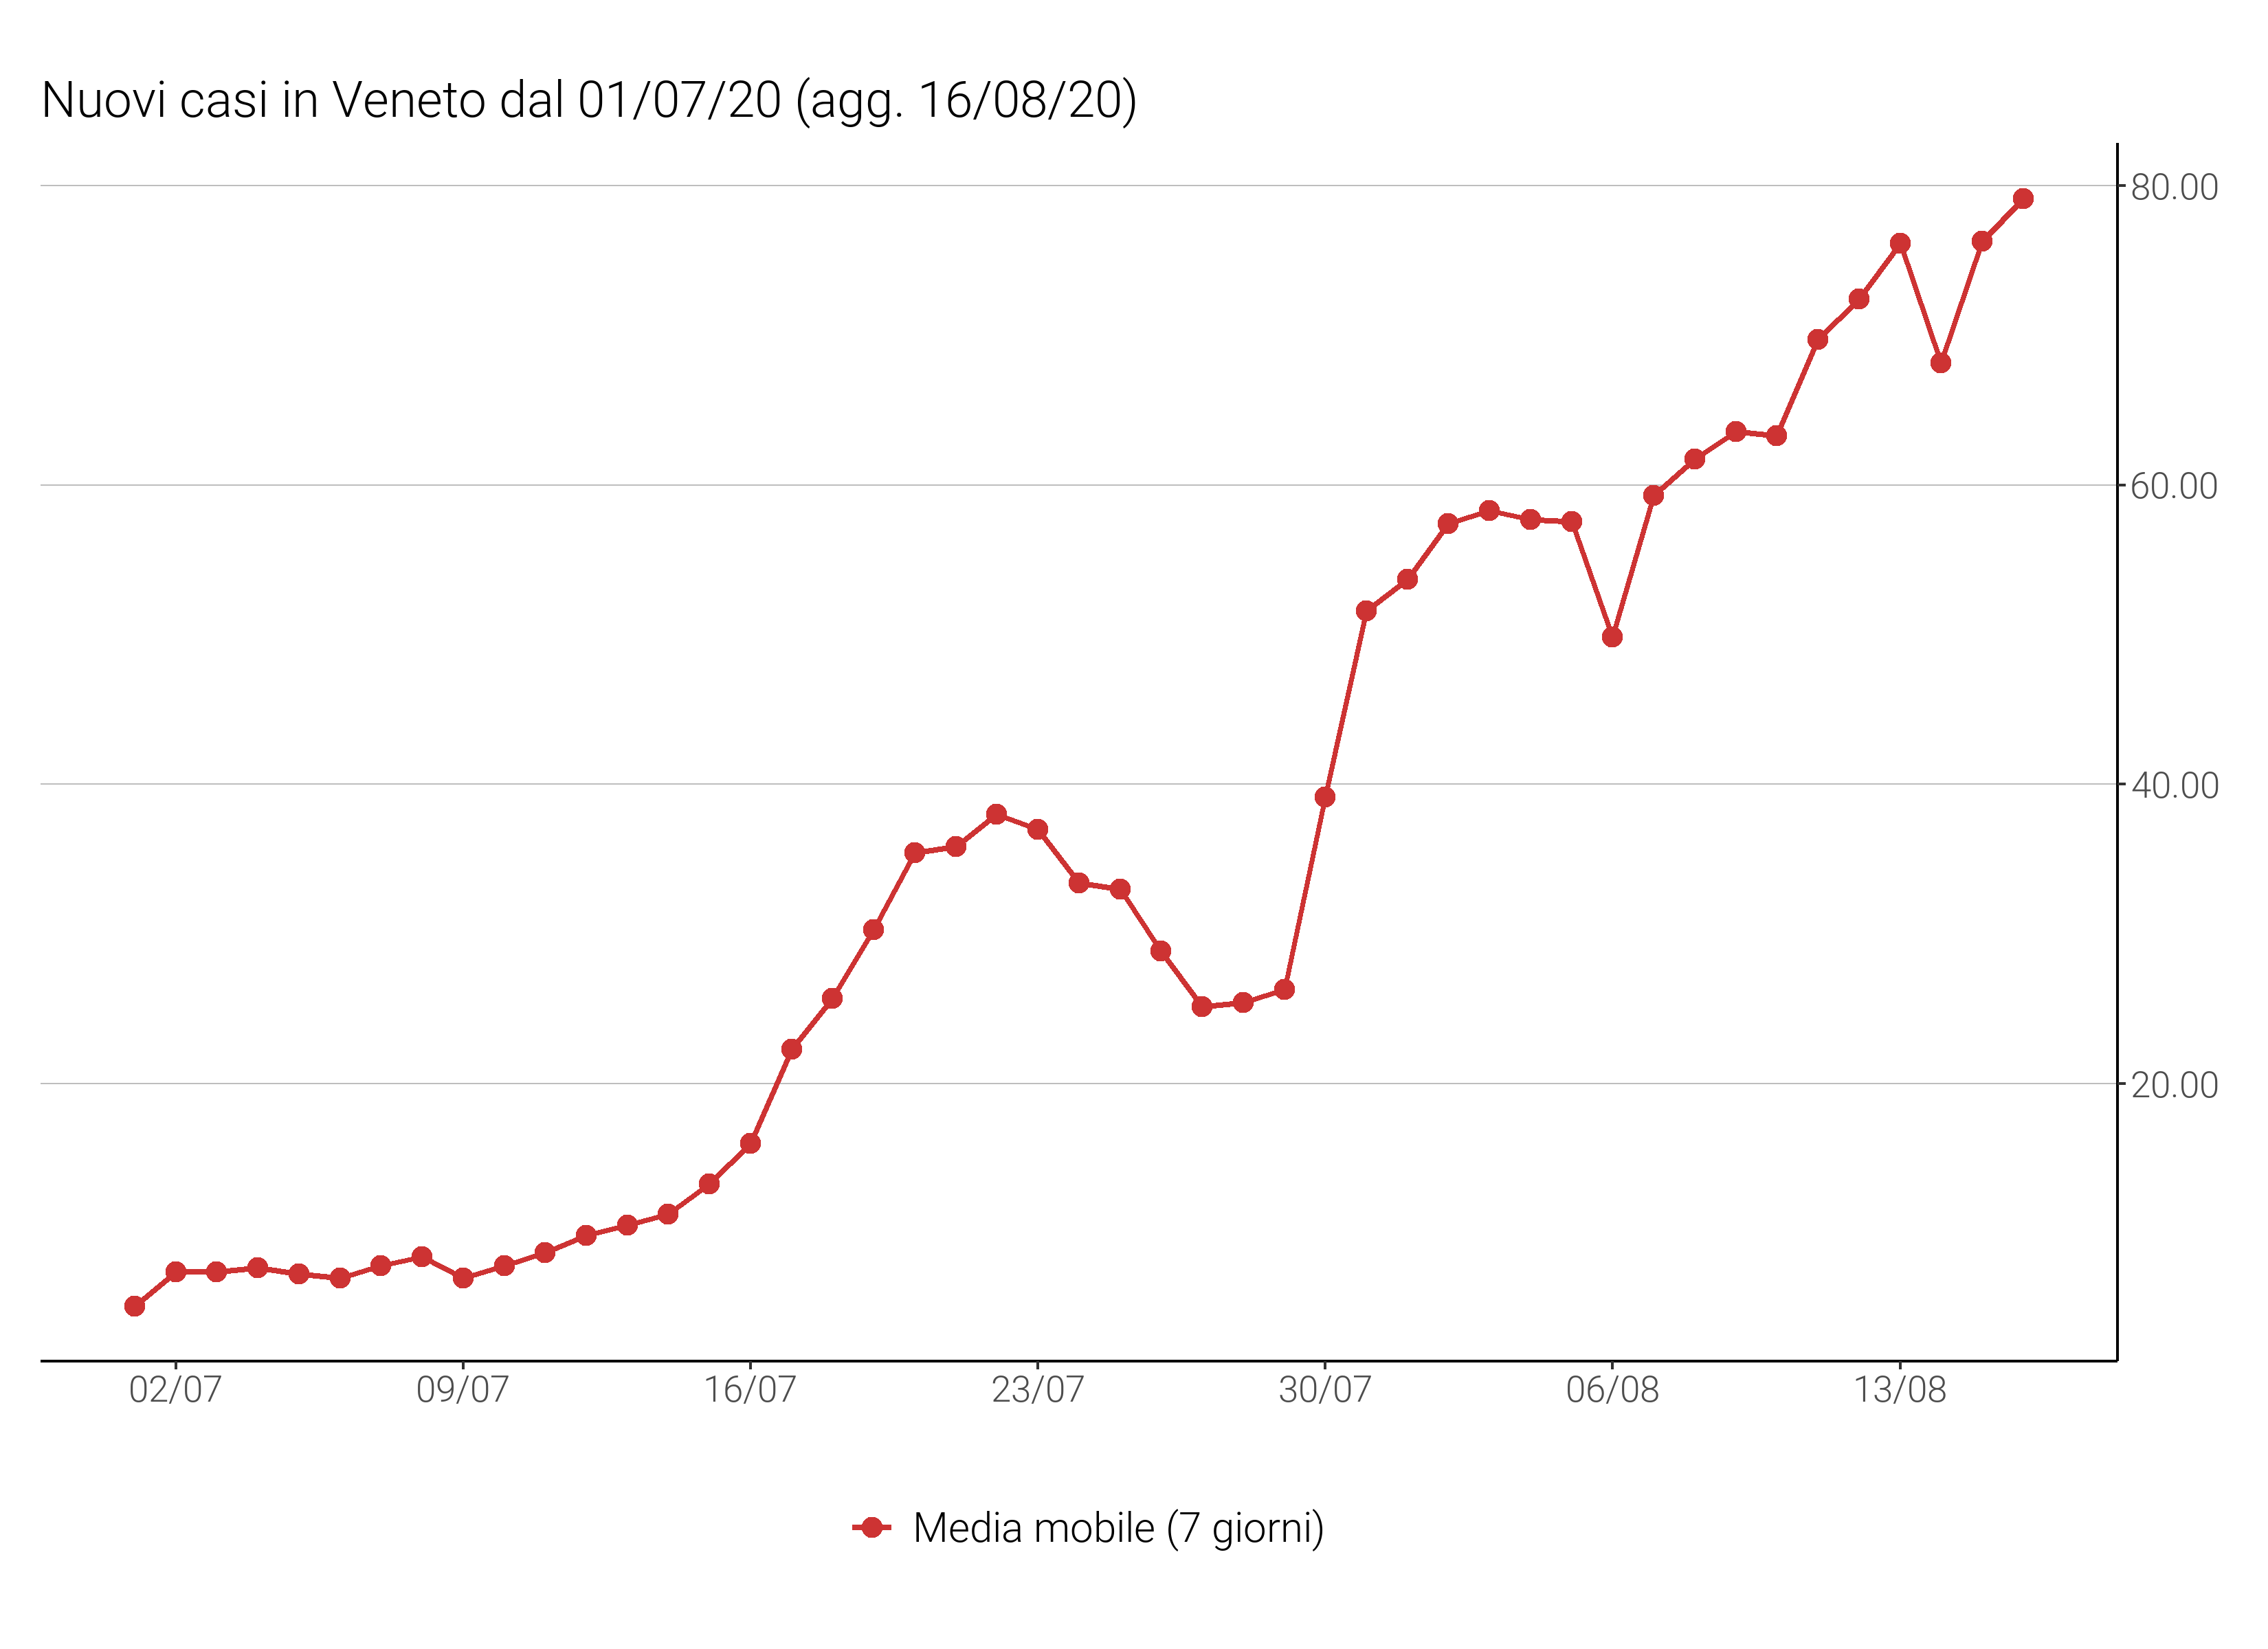 Nuovi casi in Veneto dal 01/07/20 (agg. 16/08/20)
80.00
60.00
40.00
20.00
02/07 09/07 16/07 23/07 30/07 06/08 13/08
Media mobile (7 giorni)